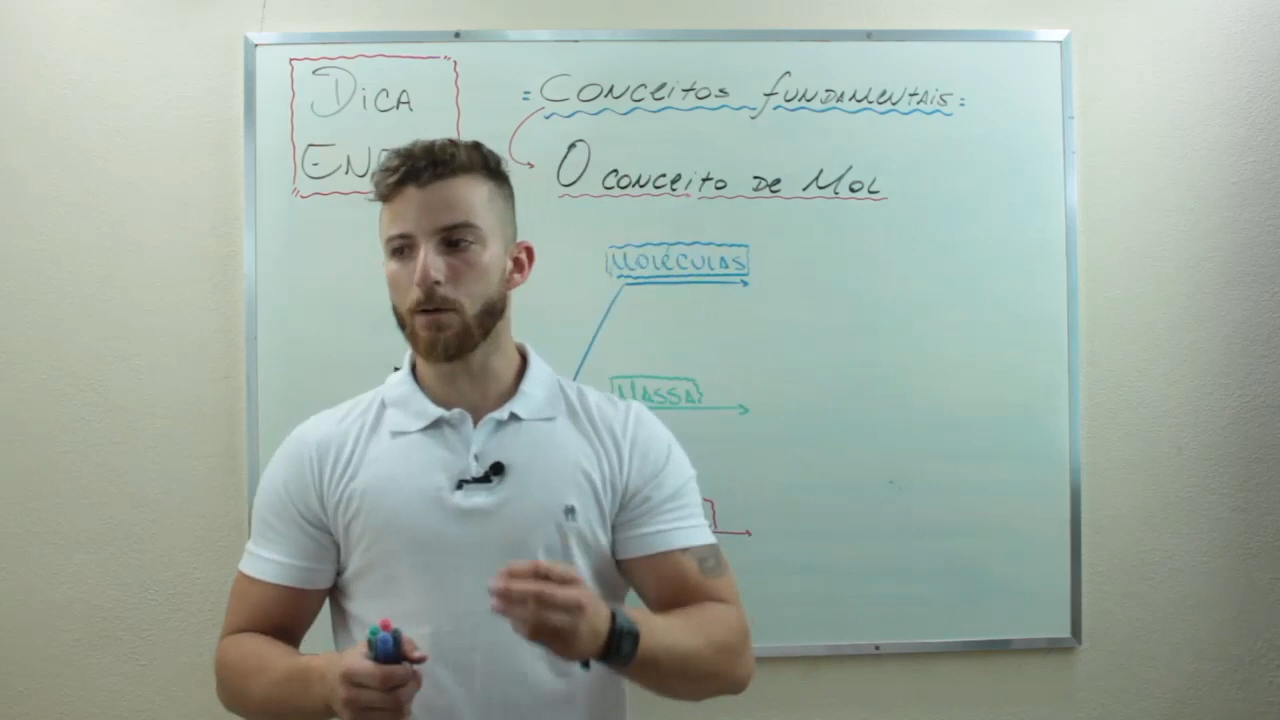 DICA
= CONCEITOS FUNDAMENTAIS =
O CONCEITO DE MOL
MOLÉCULAS
MASSA